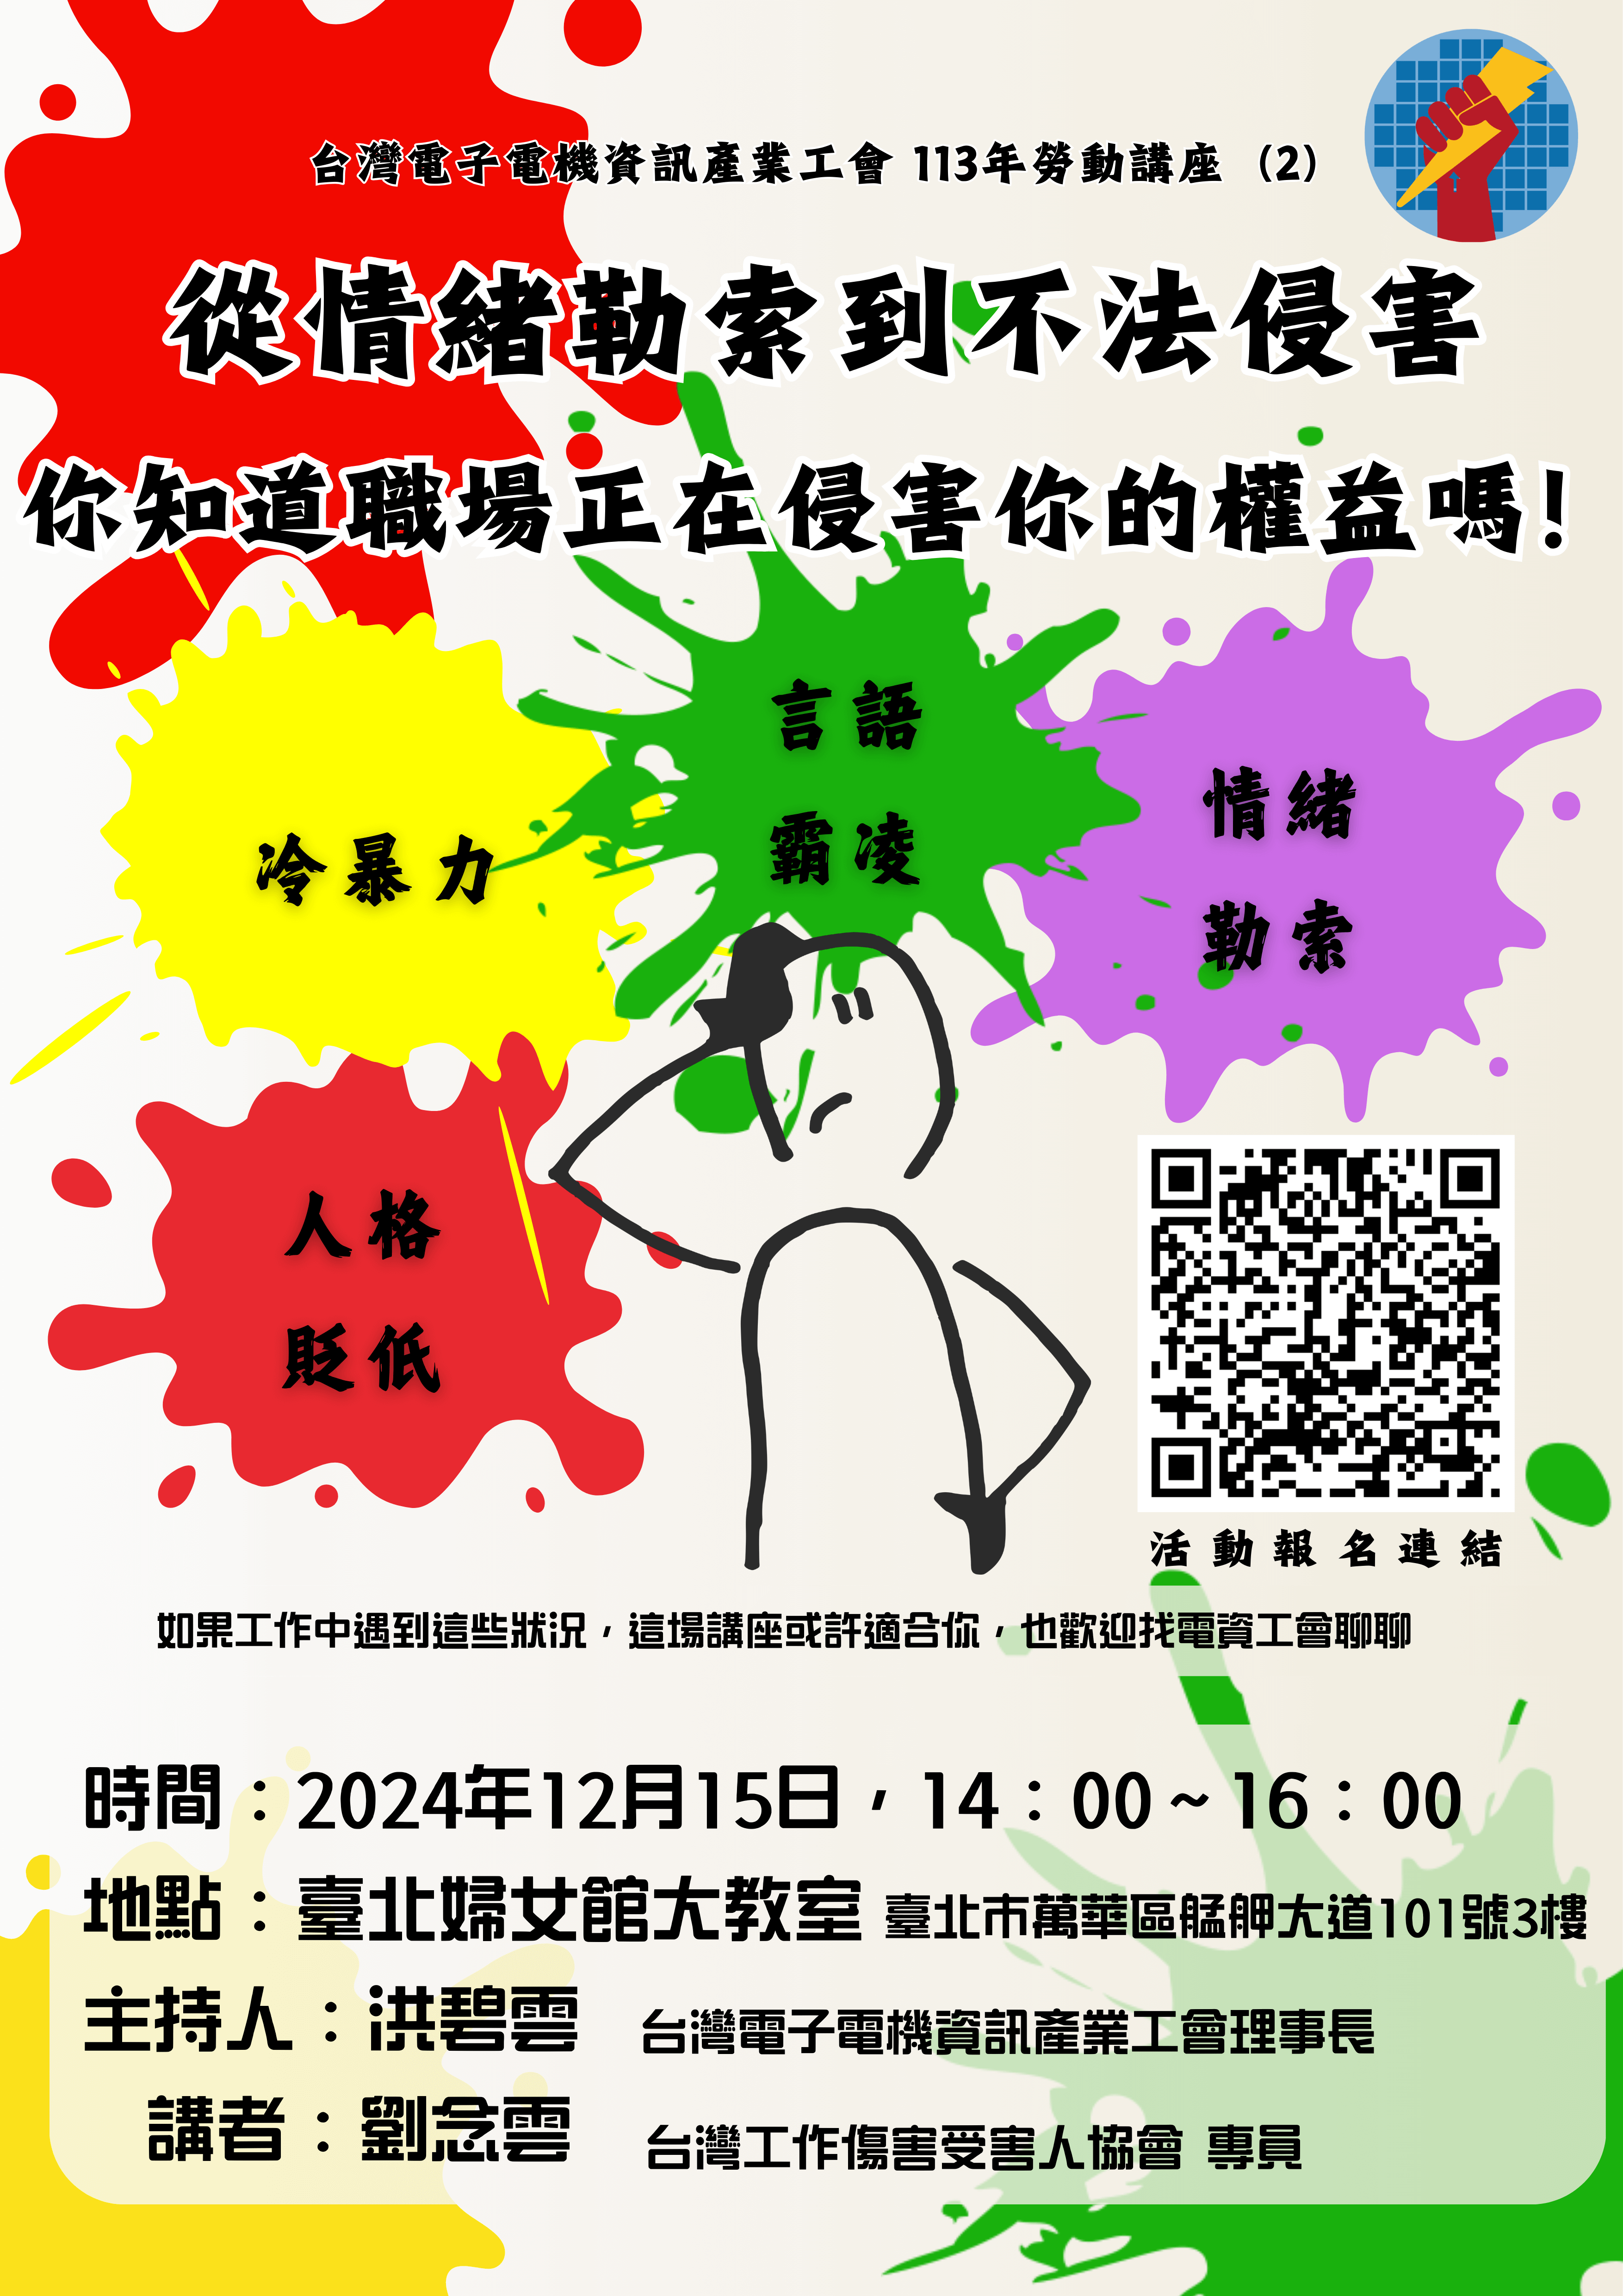 台灣電子電機資訊產業工會 113年勞動講座（2）
從情緒勒索到不法侵害
你知道職場正在侵害你的權益嗎！
言語
霸凌
情緒
勒索
冷暴力
人格
貶低
活動報名連結
如果工作中遇到這些狀況，這場講座或許適合你，也歡迎找電資工會聊聊
時間：2024年12月15日，14：00～16：00
地點：臺北婦女館大教室 臺北市萬華區艋舺大道101號3樓
主持人：洪碧雲 台灣電子電機資訊產業工會理事長
講者：劉念雲 台灣工作傷害受害人協會 專員